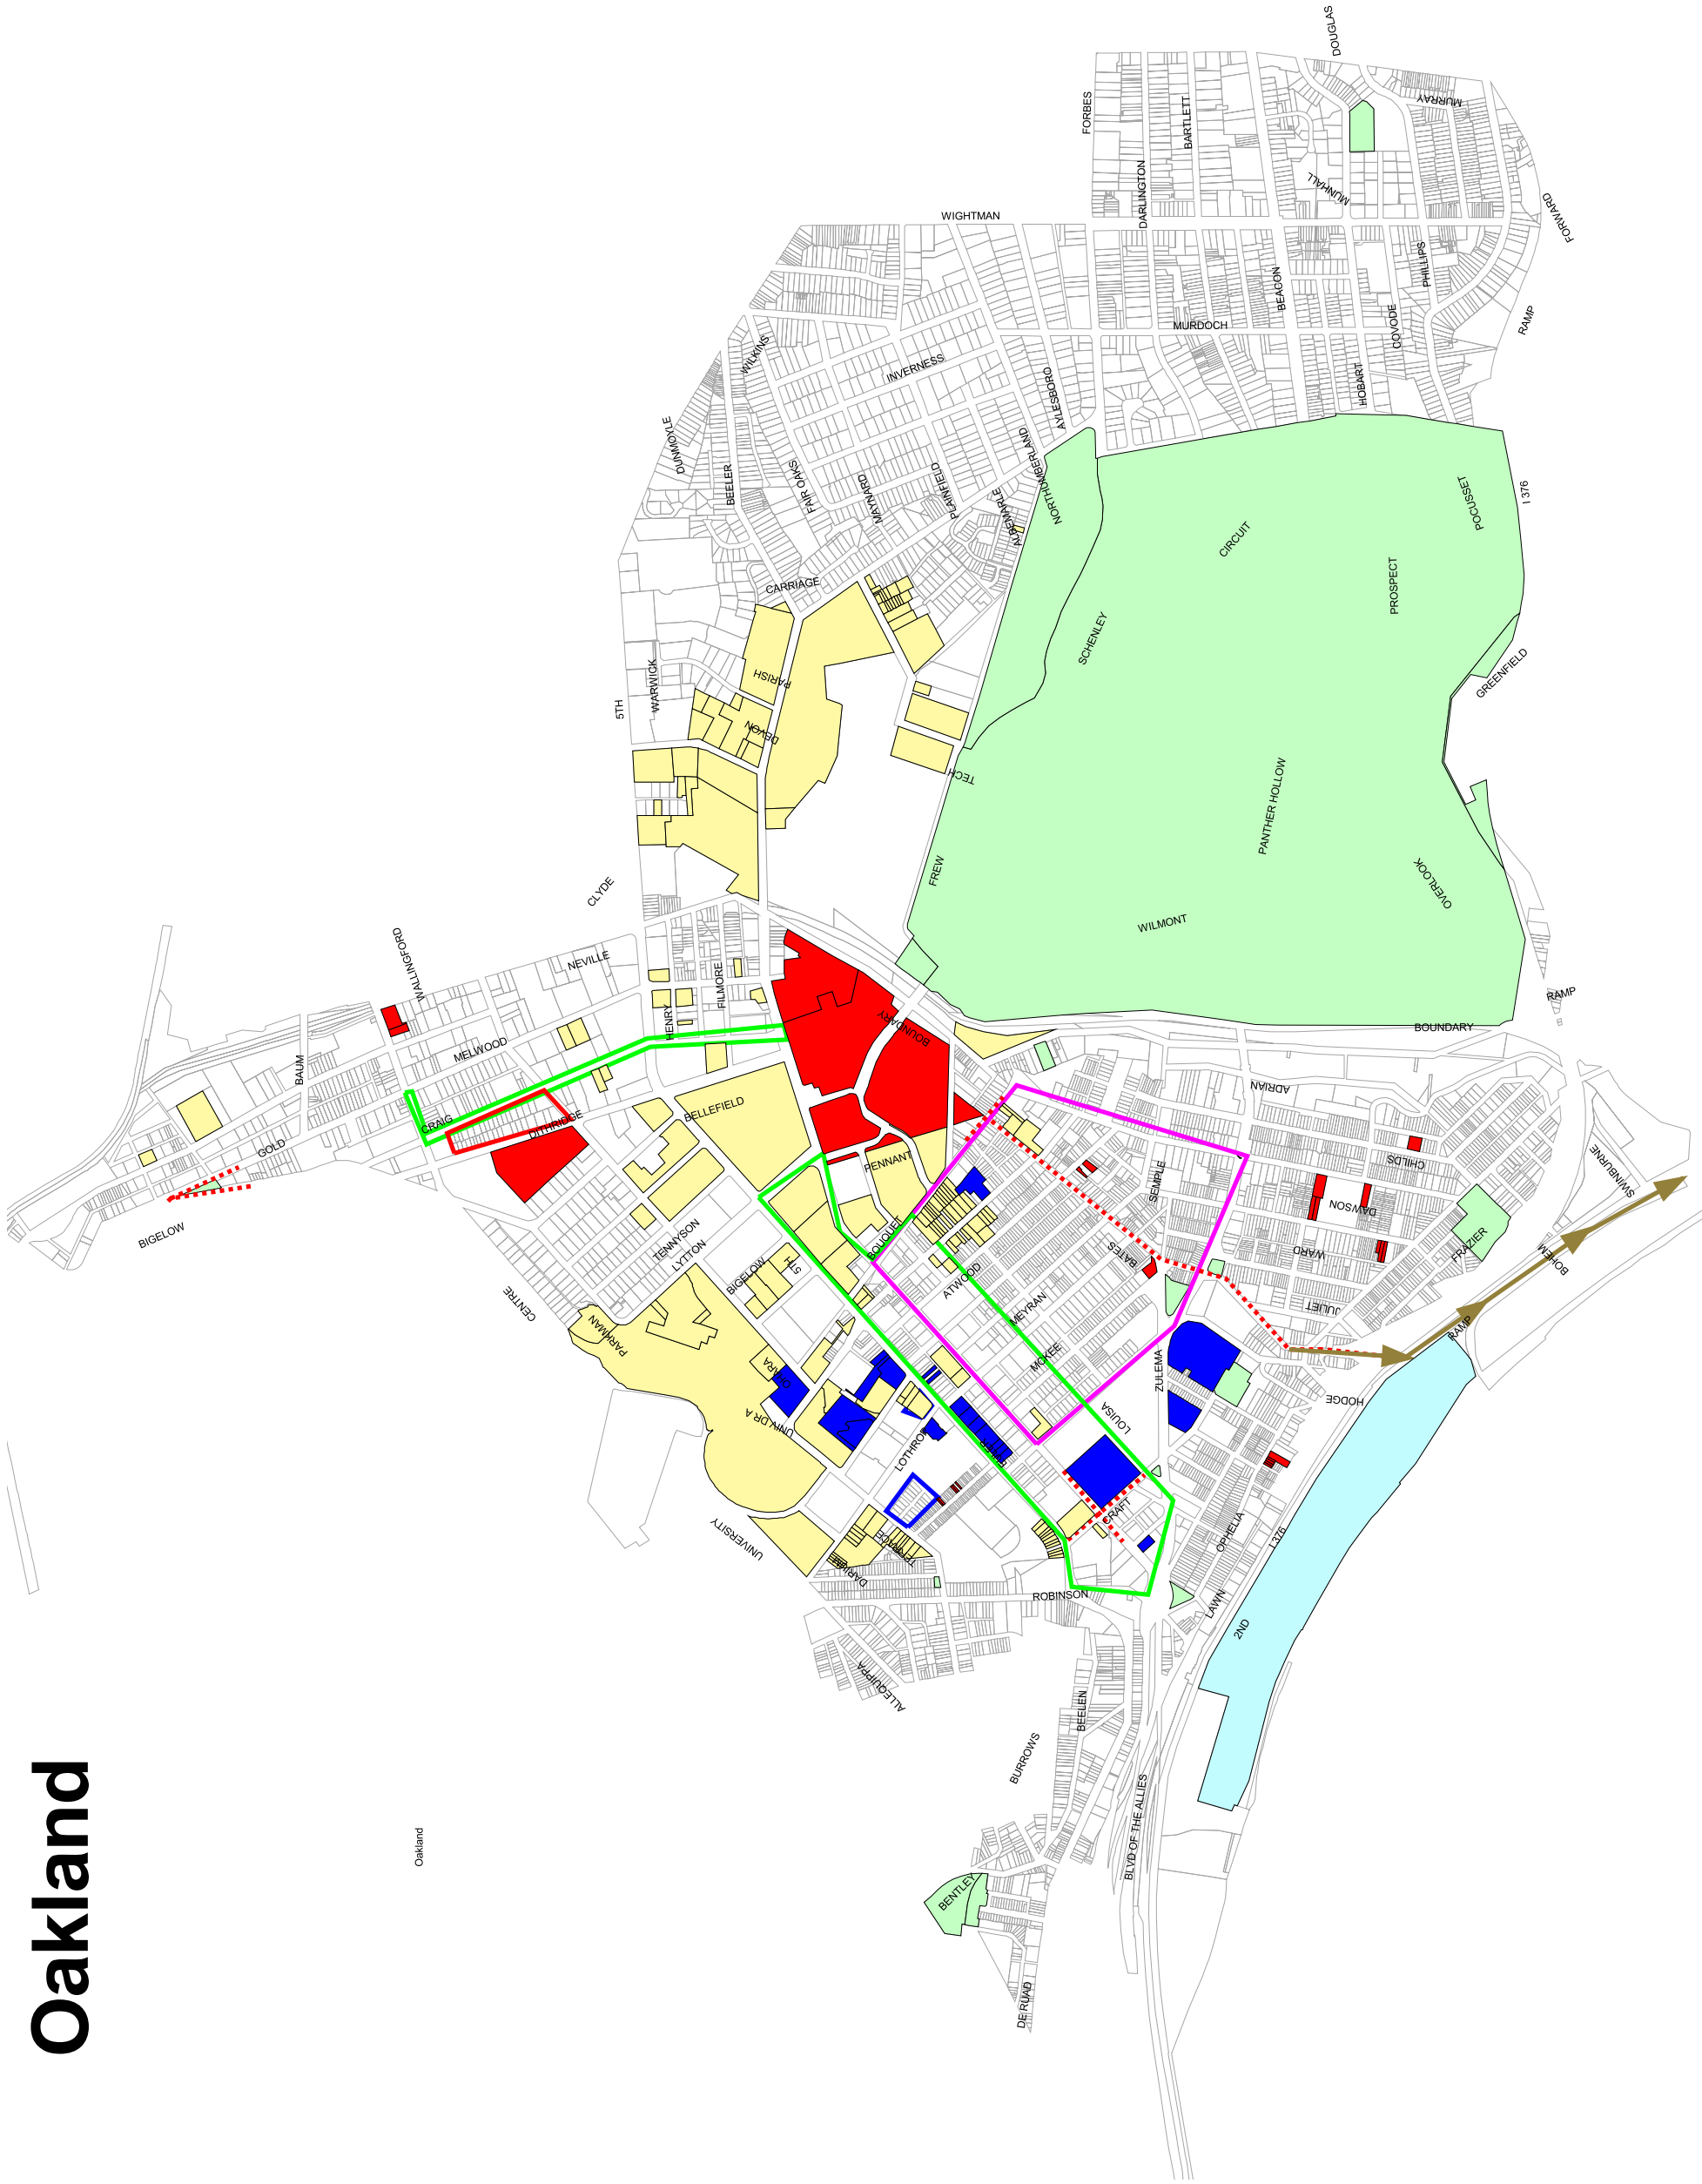 DOUGLAS
FORBES
MURRAY
BARTLETT
DARLINGTON
MUNHALL
WIGHTMAN
FORWARD
PHILLIPS
BEACON
RAMP
MURDOCH
COVODE
WILKINS
INVERNESS
HOBART
AYLESBORO
DUNMOYLE
BEELER
FAIR OAKS
MAYNARD
PLAINFIELD
NORTHUMBERLAND
ALBEMARLE
I 376
POCUSSET
CIRCUIT
CARRIAGE
PROSPECT
SCHENLEY
GREENFIELD
PARISH
WARWICK
5TH
DEVON
TECH
PANTHER HOLLOW
FREW
OVERLOOK
CLYDE
WILMONT
WALLINGFORD
NEVILLE
FILMORE
RAMP
HENRY
BOUNDARY
BOUNDARY
MELWOOD
BAUM
ADRIAN
BELLEFIELD
CRAIG
DITHRIDGE
GOLD
PENNANT
CHILDS
SEMPLE
SWINBURNE
DAWSON
BIGELOW
BOUQUET
TENNYSON
LYTTON
BATES
WARD
FRAZIER
BOHEM
BIGELOW
5TH
ATWOOD
CENTRE
MEYRAN
JULIET
PARKMAN
RAMP
MCKEE
ZULEMA
OHARA
HODGE
LOUISA
UNIV DR A
LOTHROP
CRAFT
UNIVERSITY
TERRACE
OPHELIA
I 376
ROBINSON
LAWN
2ND
ALLEQUIPPA
BEELEN
BURROWS
BLVD OF THE ALLIES
Oakland
Oakland
BENTLEY
DE RUAD